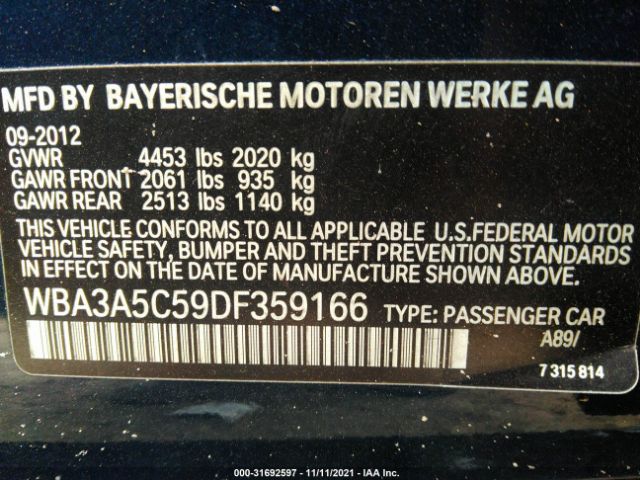 MFD BY BAYERISCHE MOTOREN WERKE AG
09-2012
GVWR 4453 lbs 2020 kg
GAWR FRONT 2061 lbs 935 kg
GAWR REAR 2513 lbs 1140 kg
THIS VEHICLE CONFORMS TO ALL APPLICABLE U.S.FEDERAL MOTOR
VEHICLE SAFETY, BUMPER AND THEFT PREVENTION STANDARDS
IN EFFECT ON THE DATE OF MANUFACTURE SHOWN ABOVE.
WBA3A5C59DF359166 TYPE: PASSENGER CAR
A89/
7 315 814
000-31692597 - 11/11/2021 - IAA Inc.